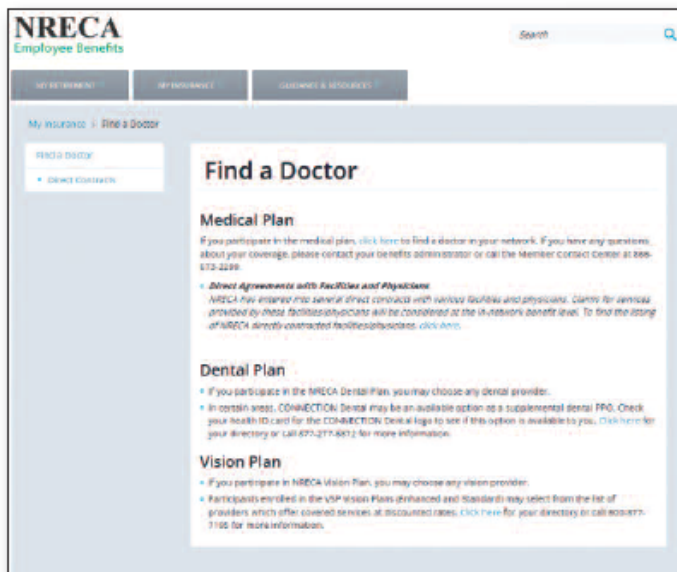 NRECA
Employee Benefits
Search
MY RETIREMENT
MY INSURANCE
GUIDANCE & RESOURCES
My Insurance > Find a Doctor
Find a Doctor
• Direct Contracts
Find a Doctor
Medical Plan
If you participate in the medical plan, click here to find a doctor in your network. If you have any questions
about your coverage, please contact your benefits administrator or call the Member Contact Center at 866-
673-2299.
• Direct Agreements with Facilities and Physicians
NRECA has entered into several direct contracts with various facilities and physicians. Claims for services
provided by these facilities/physicians will be considered at the in-network benefit level. To find the listing
of NRECA directly contracted facilities/physicians, click here.
Dental Plan
• If you participate in the NRECA Dental Plan, you may choose any dental provider.
• In certain areas, CONNECTION Dental may be an available option as a supplemental dental PPO. Check
your health ID card for the CONNECTION Dental logo to see if this option is available to you. Click here for
your directory or call 877-277-6872 for more information.
Vision Plan
• If you participate in NRECA Vision Plan, you may choose any vision provider.
• Participants enrolled in the VSP Vision Plans (Enhanced and Standard) may select from the list of
providers which offer covered services at discounted rates. Click here for your directory or call 800-877-
7195 for more information.